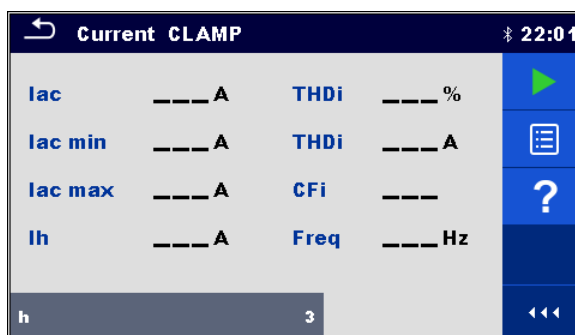 Current CLAMP 22:01
Iac ___A THDi ___%
Iac min ___A THDi ___A
Iac max ___A CFi ___
Ih ___A Freq ___Hz
?
h 3